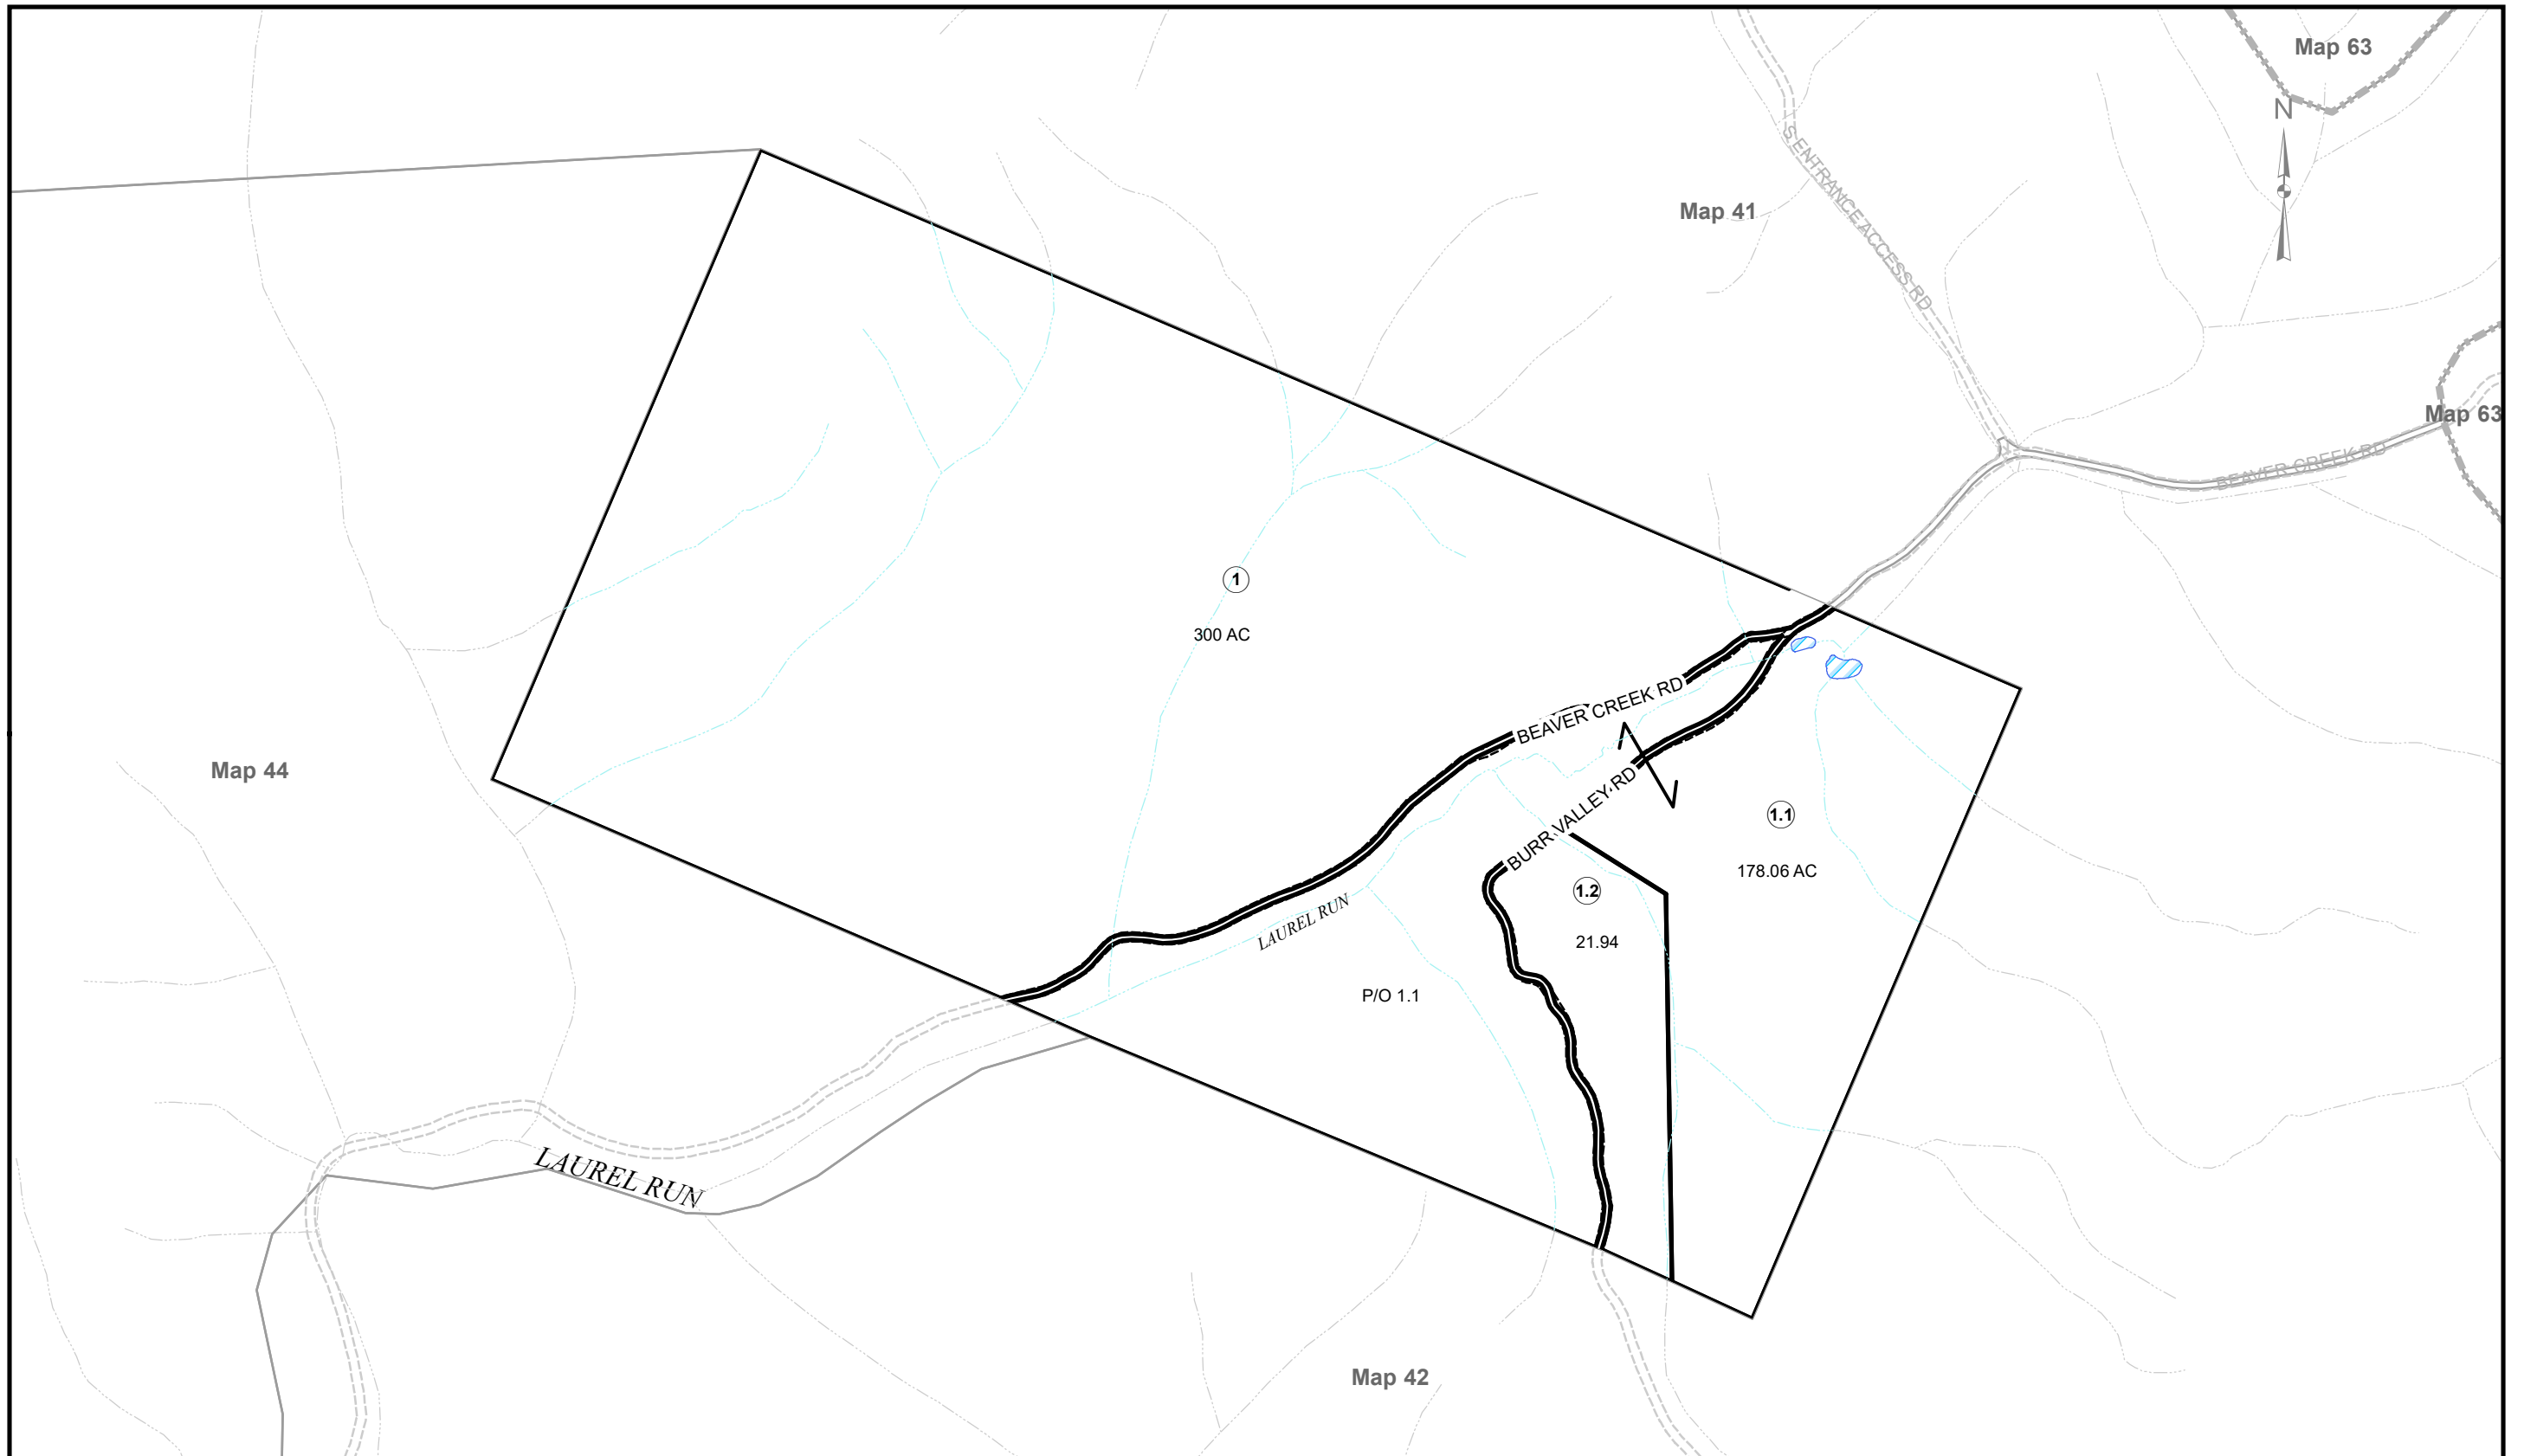 Map 63
N
S ENTRANCE ACCESS RD
Map 41
Map 63
BEAVER CREEK RD
1
300 AC
BEAVER CREEK RD
Map 44
BURR VALLEY RD
1.1
178.06 AC
1.2
LAUREL RUN
21.94
P/O 1.1
LAUREL RUN
Map 42